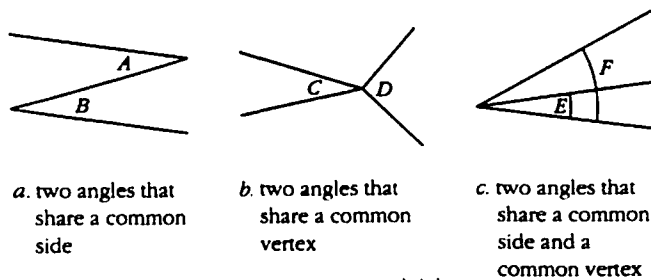 A
B
C
D
E
F
a. two angles that
share a common
side
b. two angles that
share a common
vertex
c. two angles that
share a common
side and a
common vertex